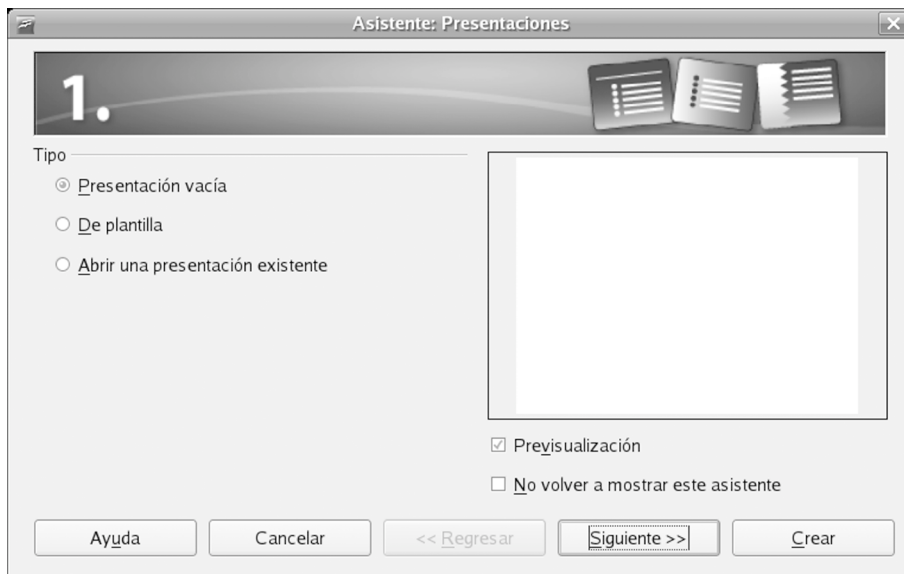 Asistente: Presentaciones
1.
Tipo
Presentación vacía
De plantilla
Abrir una presentación existente
Previsualización
No volver a mostrar este asistente
Ayuda
Cancelar
<< Regresar
Siguiente >>
Crear